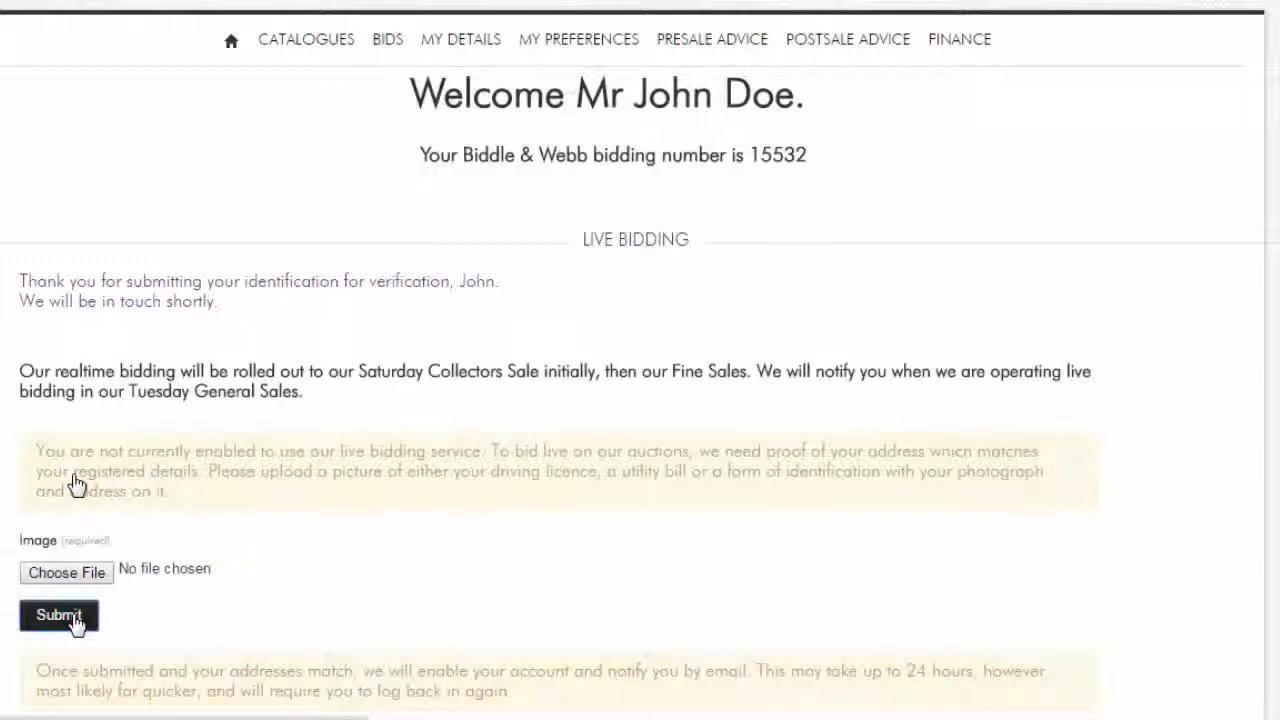 CATALOGUES BIDS MY DETAILS MY PREFERENCES PRESALE ADVICE POSTSALE ADVICE FINANCE
Welcome Mr John Doe.
Your Biddle & Webb bidding number is 15532
LIVE BIDDING
Thank you for submitting your identification for verification, John.
We will be in touch shortly.
Our realtime bidding will be rolled out to our Saturday Collectors Sale initially, then our Fine Sales. We will notify you when we are operating live
bidding in our Tuesday General Sales.
You are not currently enabled to use our live bidding service. To bid live on our auctions, we need proof of your address which matches
your registered details. Please upload a picture of either your driving licence, a utility bill or a form of identification with your photograph
and address on it.
Image (required)
Choose File No file chosen
Submit
Once submitted and your addresses match, we will enable your account and notify you by email. This may take up to 24 hours, however
most likely far quicker, and will require you to log back in again.